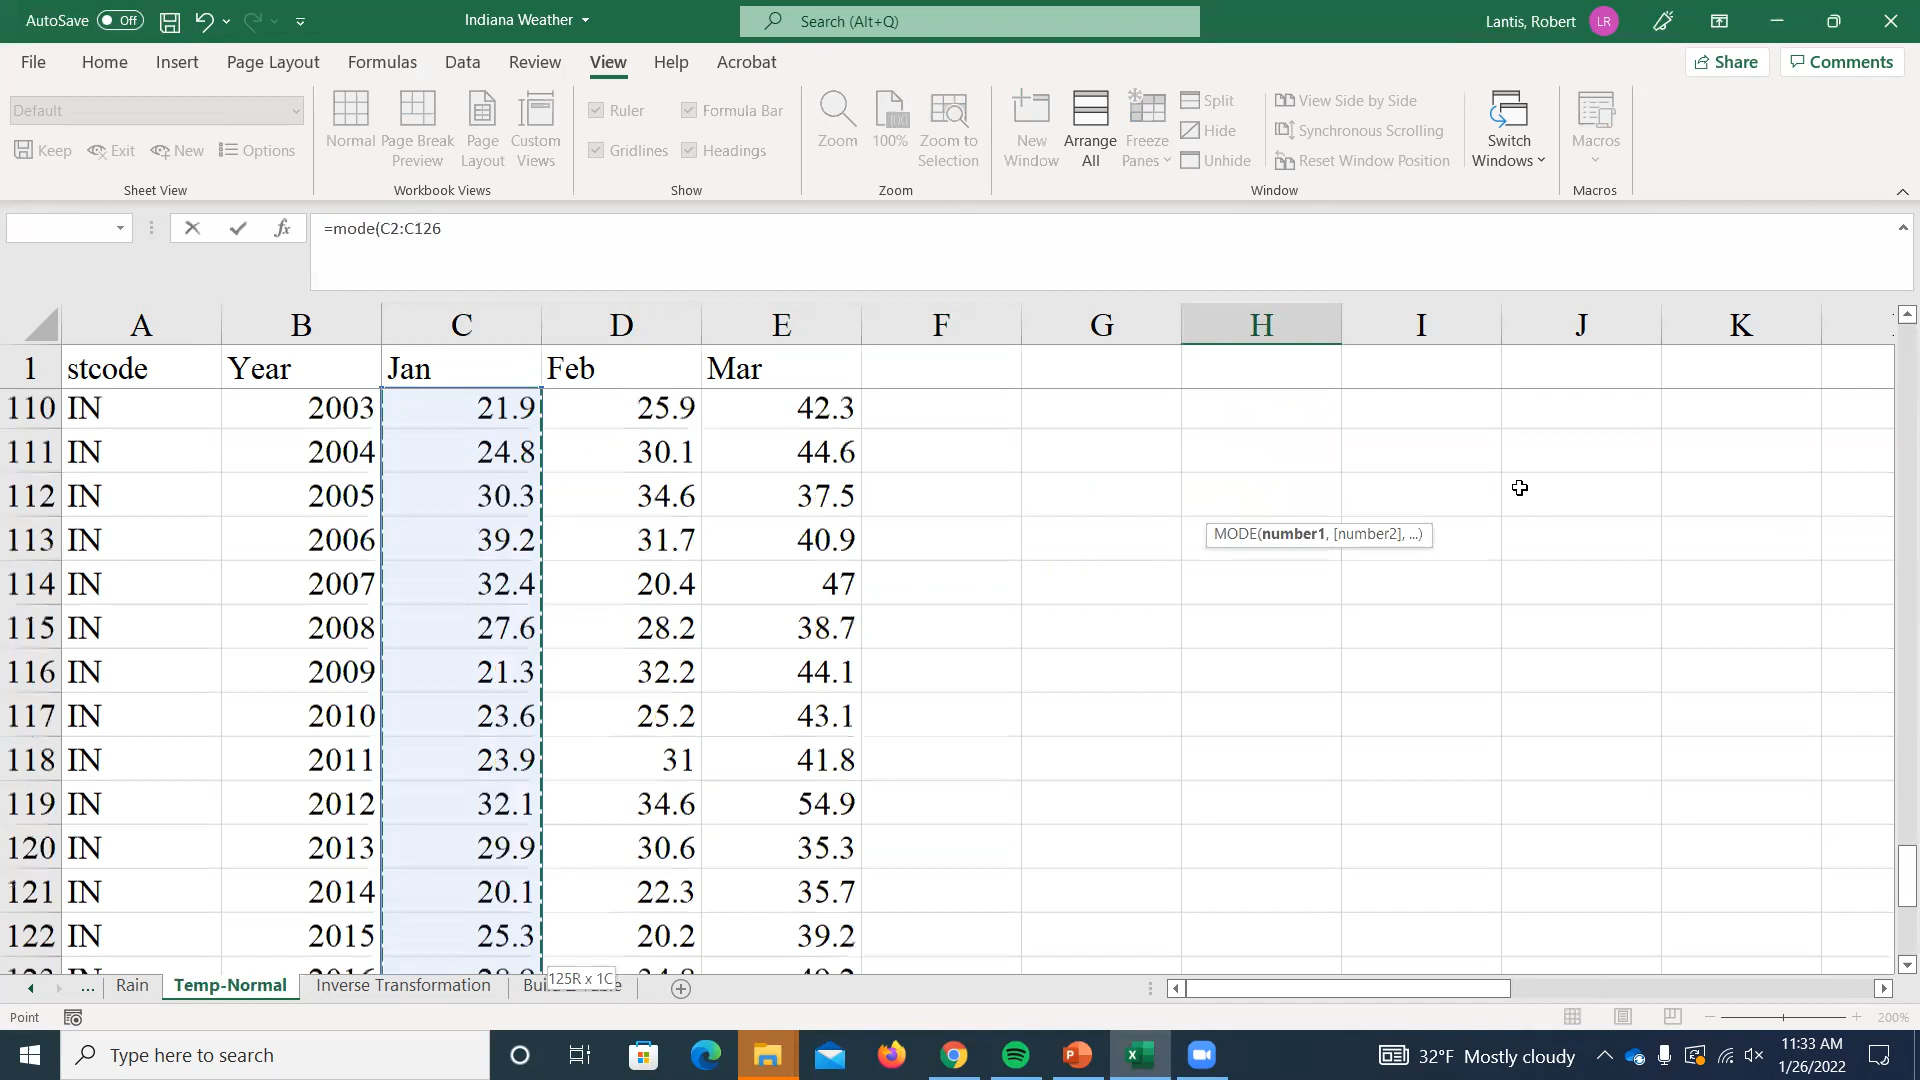 AutoSave Off
Indiana Weather
Search (Alt+Q)
Lantis, Robert LR
File Home Insert Page Layout Formulas Data Review View Help Acrobat
Share Comments
Default
Keep Exit New Options
Sheet View
Normal Page Break Preview Page Layout Custom Views
Workbook Views
Ruler Formula Bar
Gridlines Headings
Show
Zoom 100% Zoom to Selection
Zoom
New Window Arrange All Freeze Panes
Split
Hide
Unhide
View Side by Side
Synchronous Scrolling
Reset Window Position
Window
Switch Windows
Macros
Macros
fx =mode(C2:C126
A B C D E F G H I J K
1 stcode Year Jan Feb Mar
110 IN 2003 21.9 25.9 42.3
111 IN 2004 24.8 30.1 44.6
112 IN 2005 30.3 34.6 37.5
113 IN 2006 39.2 31.7 40.9
MODE(number1, [number2], ...)
114 IN 2007 32.4 20.4 47
115 IN 2008 27.6 28.2 38.7
116 IN 2009 21.3 32.2 44.1
117 IN 2010 23.6 25.2 43.1
118 IN 2011 23.9 31 41.8
119 IN 2012 32.1 34.6 54.9
120 IN 2013 29.9 30.6 35.3
121 IN 2014 20.1 22.3 35.7
122 IN 2015 25.3 20.2 39.2
125R x 1C
... Rain Temp-Normal Inverse Transformation
Point
200%
Type here to search
32°F Mostly cloudy
11:33 AM
1/26/2022